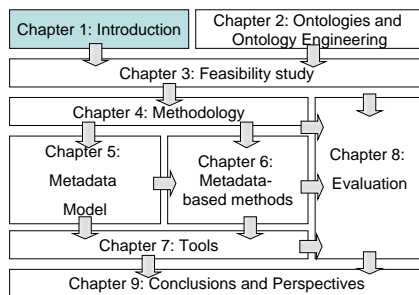 Chapter 1: Introduction
Chapter 2: Ontologies and
Ontology Engineering
Chapter 3: Feasibility study
Chapter 4: Methodology
Chapter 5:
Metadata
Model
Chapter 6:
Metadata-
based methods
Chapter 8:
Evaluation
Chapter 7: Tools
Chapter 9: Conclusions and Perspectives